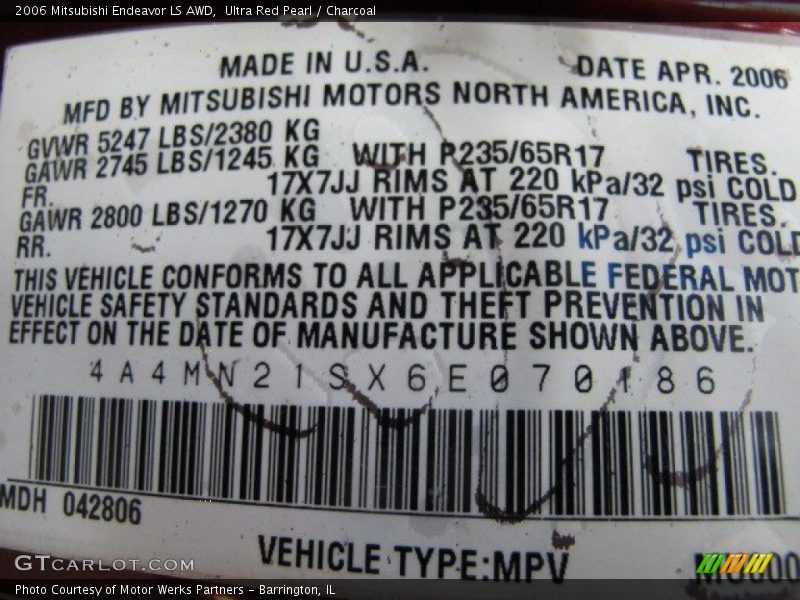 2006 Mitsubishi Endeavor LS AWD,  Ultra Red Pearl / Charcoal
MADE IN U.S.A. DATE APR. 2006
MFD BY MITSUBISHI MOTORS NORTH AMERICA, INC.
GVWR 5247 LBS/2380 KG
GAWR 2745 LBS/1245 KG WITH P235/65R17 TIRES.
FR. 17X7JJ RIMS AT 220 kPa/32 psi COLD
GAWR 2800 LBS/1270 KG WITH P235/65R17 TIRES.
RR. 17X7JJ RIMS AT 220 kPa/32 psi COLD
THIS VEHICLE CONFORMS TO ALL APPLICABLE FEDERAL MOT
VEHICLE SAFETY STANDARDS AND THEFT PREVENTION IN
EFFECT ON THE DATE OF MANUFACTURE SHOWN ABOVE.
4A4MN21SX6E070186
MDH 042806
VEHICLE TYPE:MPV
GTCARLOT.COM
Photo Courtesy of Motor Werks Partners - Barrington, IL